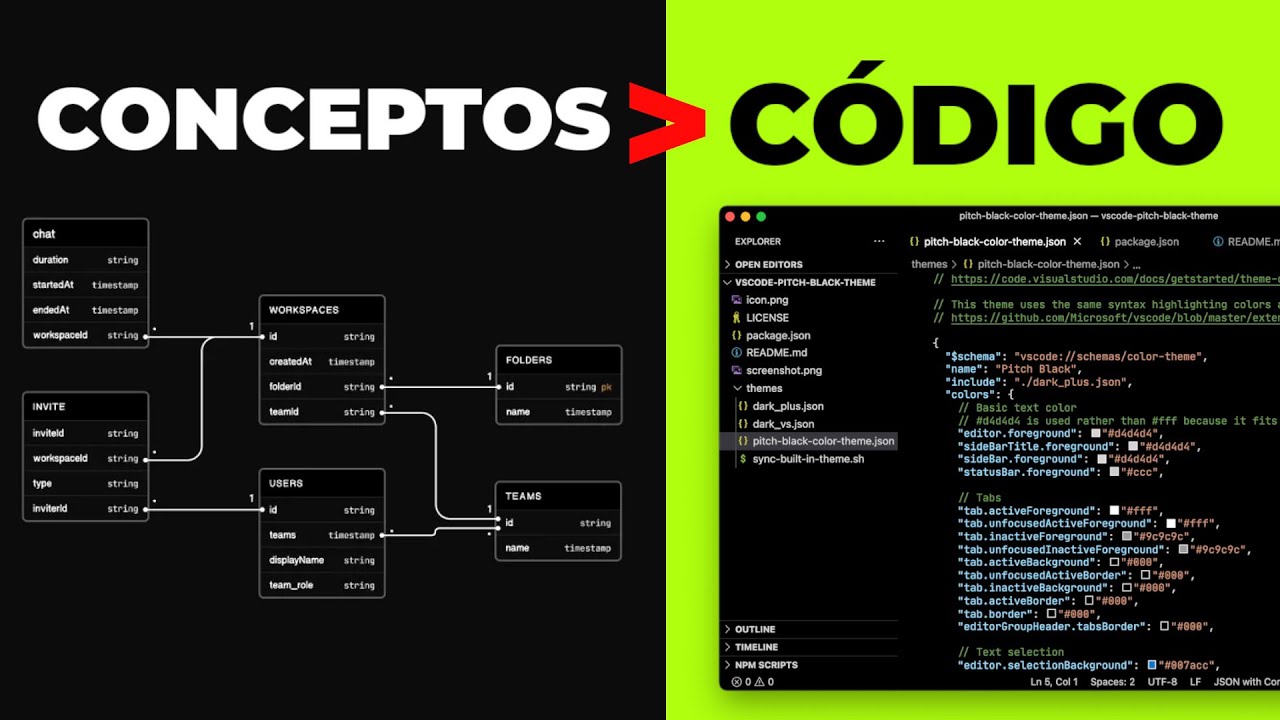 CONCEPTOS > CÓDIGO
chat
duration string
startedAt timestamp
endedAt timestamp
workspaceId string
*
1
INVITE
inviteId string
workspaceId string
*
type string
inviterId string
*
1
WORKSPACES
id string
createdAt timestamp
folderId string
*
1
teamId string
*
USERS
id string
teams timestamp
*
displayName string
team_role string
FOLDERS
id string pk
name timestamp
TEAMS
1
id string
*
name timestamp
pitch-black-color-theme.json — vscode-pitch-black-theme
EXPLORER ...
OPEN EDITORS
VSCODE-PITCH-BLACK-THEME
icon.png
LICENSE
{} package.json
README.md
screenshot.png
themes
{} dark_plus.json
{} dark_vs.json
{} pitch-black-color-theme.json
$ sync-built-in-theme.sh
OUTLINE
TIMELINE
NPM SCRIPTS
{} pitch-black-color-theme.json × {} package.json README.m
themes > {} pitch-black-color-theme.json > ...
// https://code.visualstudio.com/docs/getstarted/theme-
// This theme uses the same syntax highlighting colors a
// https://github.com/Microsoft/vscode/blob/master/exter
{
"$schema": "vscode://schemas/color-theme",
"name": "Pitch Black",
"include": "./dark_plus.json",
"colors": {
// Basic text color
// #d4d4d4 is used rather than #fff because it fits
"editor.foreground": "#d4d4d4",
"sideBarTitle.foreground": "#d4d4d4",
"sideBar.foreground": "#d4d4d4",
"statusBar.foreground": "#ccc",
// Tabs
"tab.activeForeground": "#fff",
"tab.unfocusedActiveForeground": "#fff",
"tab.inactiveForeground": "#9c9c9c",
"tab.unfocusedInactiveForeground": "#9c9c9c",
"tab.activeBackground": "#000",
"tab.unfocusedActiveBorder": "#000",
"tab.inactiveBackground": "#000",
"tab.activeBorder": "#000",
"tab.border": "#000",
"editorGroupHeader.tabsBorder": "#000",
// Text selection
"editor.selectionBackground": "#007acc",
0 0 Ln 5, Col 1 Spaces: 2 UTF-8 LF JSON with Co